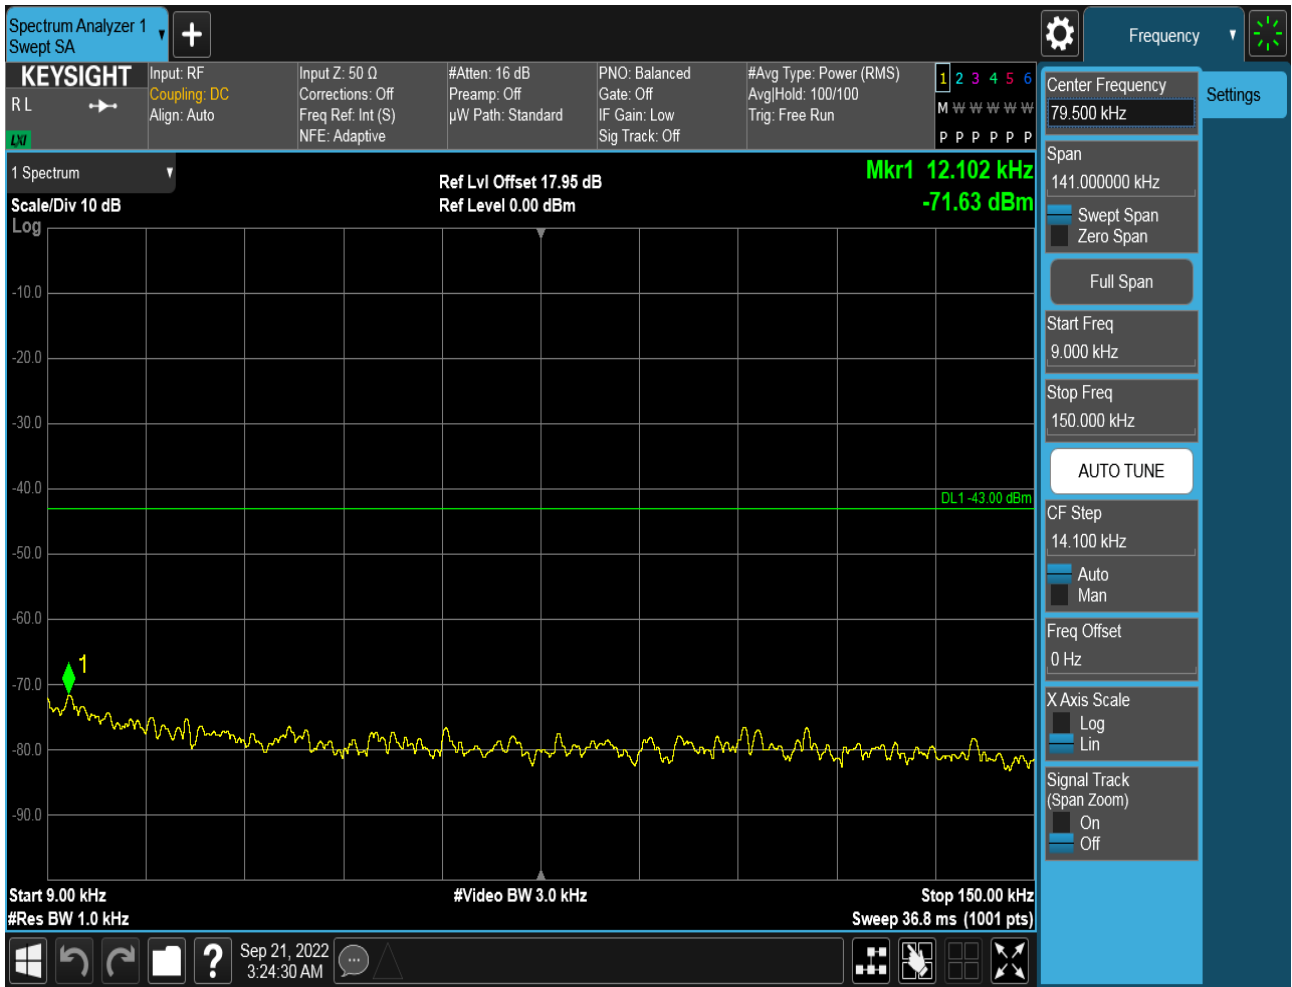 Spectrum Analyzer 1
Swept SA
Frequency
KEYSIGHT
R L
LXI
Input: RF
Coupling: DC
Align: Auto
Input Z: 50 Ω
Corrections: Off
Freq Ref: Int (S)
NFE: Adaptive
#Atten: 16 dB
Preamp: Off
µW Path: Standard
PNO: Balanced
Gate: Off
IF Gain: Low
Sig Track: Off
#Avg Type: Power (RMS)
Avg|Hold: 100/100
Trig: Free Run
1 2 3 4 5 6
M W W W W W
P P P P P P
1 Spectrum
Scale/Div 10 dB
Log
Ref Lvl Offset 17.95 dB
Ref Level 0.00 dBm
Mkr1 12.102 kHz
-71.63 dBm
-10.0
-20.0
-30.0
-40.0
DL1 -43.00 dBm
-50.0
-60.0
1
-70.0
-80.0
-90.0
Start 9.00 kHz
#Video BW 3.0 kHz
Stop 150.00 kHz
#Res BW 1.0 kHz
Sweep 36.8 ms (1001 pts)
Sep 21, 2022
3:24:30 AM
Center Frequency
79.500 kHz
Settings
Span
141.000000 kHz
Swept Span
Zero Span
Full Span
Start Freq
9.000 kHz
Stop Freq
150.000 kHz
AUTO TUNE
CF Step
14.100 kHz
Auto
Man
Freq Offset
0 Hz
X Axis Scale
Log
Lin
Signal Track
(Span Zoom)
On
Off